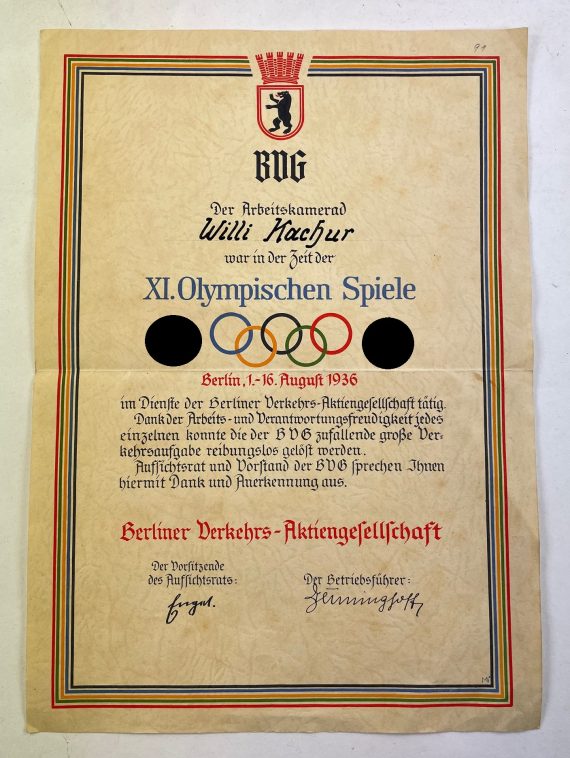 91
BVG
Der Arbeitskamerad
Willi Kachur
war in der Zeit der
XI. Olympischen Spiele
Berlin, 1.-16. August 1936
im Dienste der Berliner Verkehrs-Aktiengesellschaft tätig.
Dank der Arbeits- und Verantwortungsfreudigkeit jedes
einzelnen konnte die der BVG zufallende große Ver-
kehrsaufgabe reibungslos gelöst werden.
Aufsichtsrat und Vorstand der BVG sprechen Ihnen
hiermit Dank und Anerkennung aus.
Berliner Verkehrs-Aktiengesellschaft
Der Vorsitzende
des Aufsichtsrats:
Engel.
Der Betriebsführer: